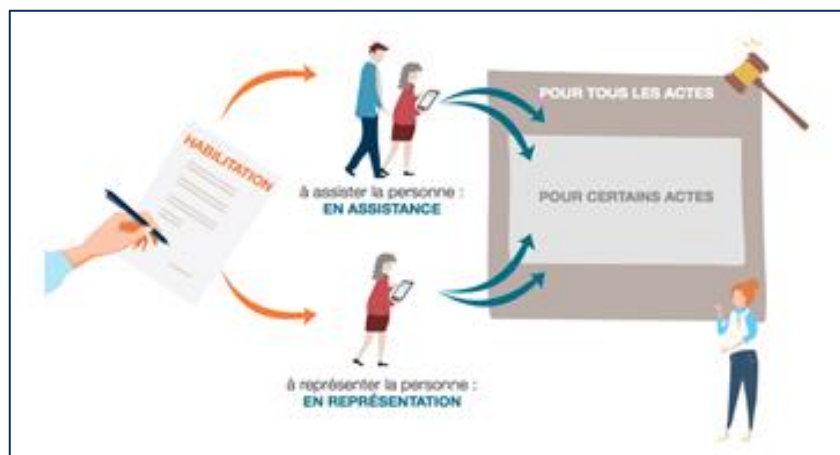 HABILITATION
à assister la personne :
EN ASSISTANCE
à représenter la personne :
EN REPRÉSENTATION
POUR TOUS LES ACTES
POUR CERTAINS ACTES